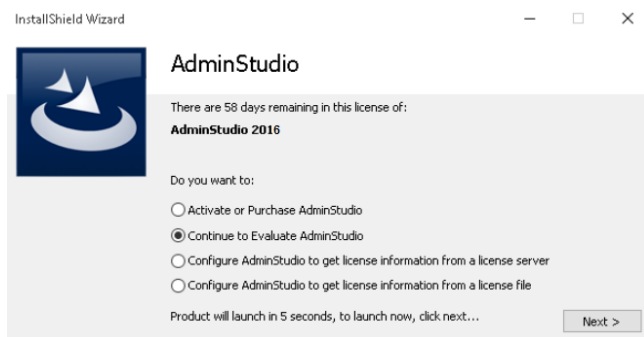 InstallShield Wizard
AdminStudio
There are 58 days remaining in this license of:
AdminStudio 2016
Do you want to:
Activate or Purchase AdminStudio
Continue to Evaluate AdminStudio
Configure AdminStudio to get license information from a license server
Configure AdminStudio to get license information from a license file
Product will launch in 5 seconds, to launch now, click next...
Next >